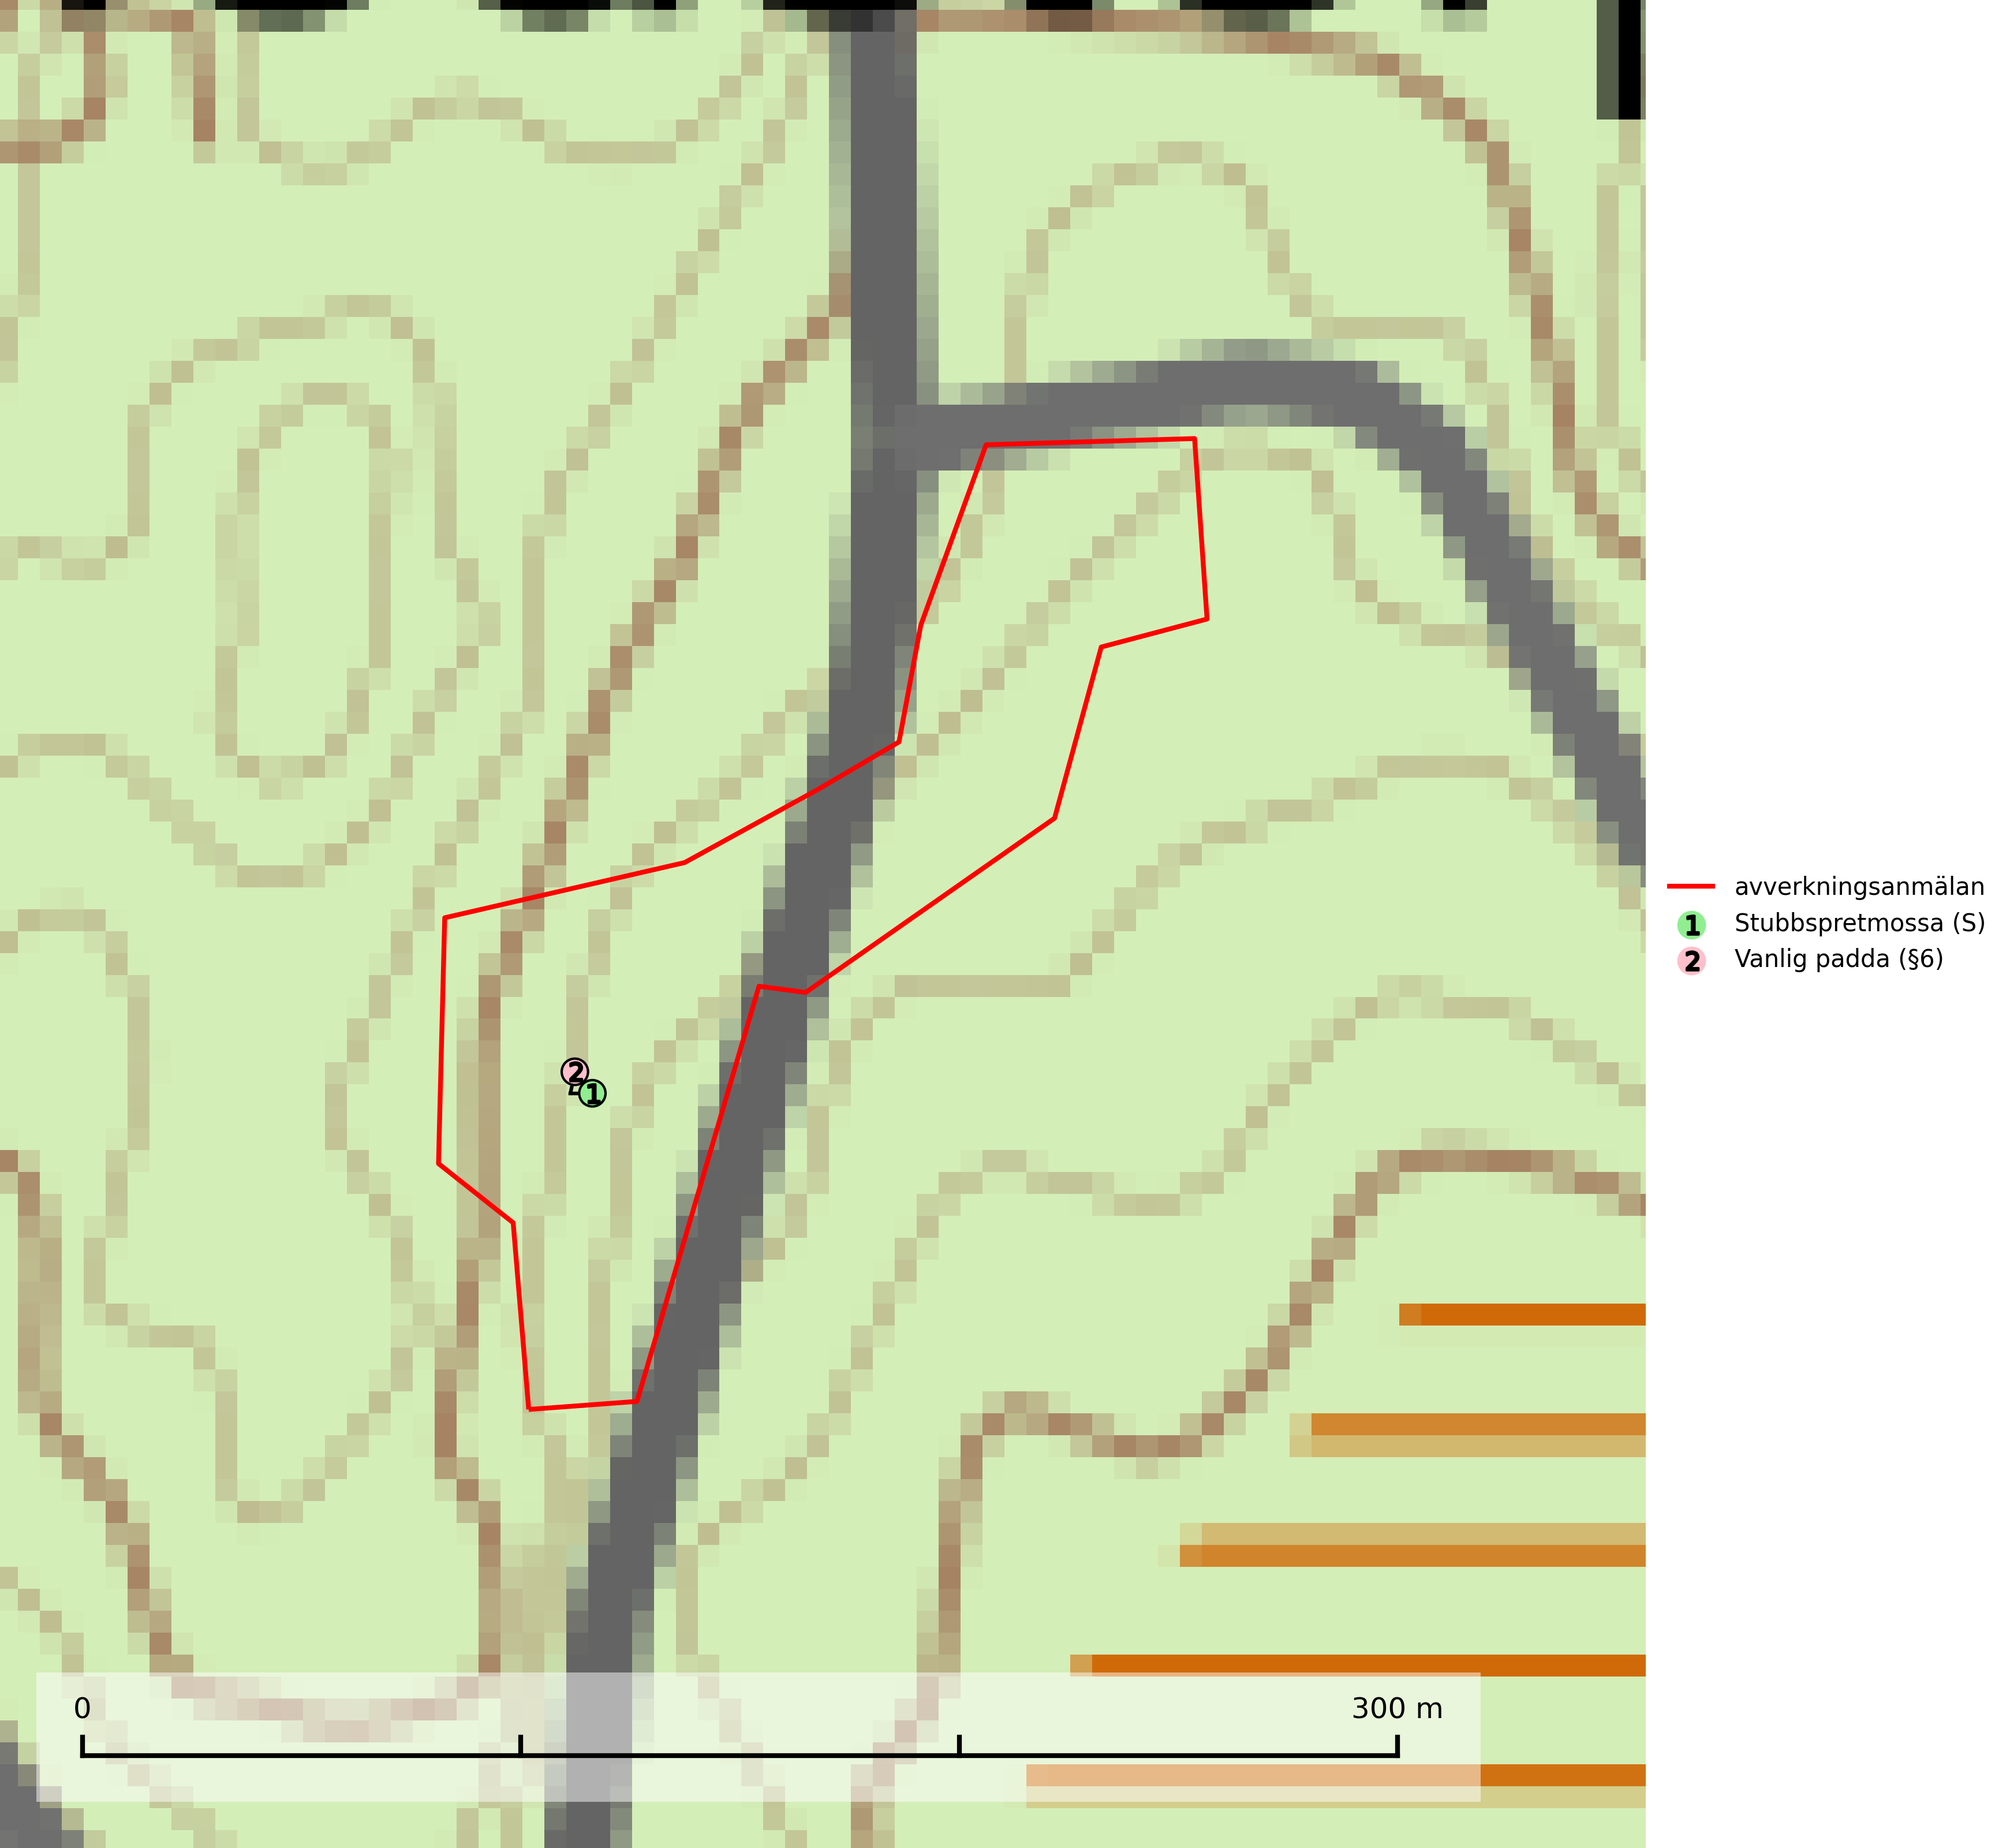 avverkningsanmälan
1 Stubbspretmossa (S)
2 Vanlig padda (§6)
2
1
0 300 m